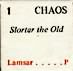 1 CHAOS
Slortar the Old
Lamsar.....P